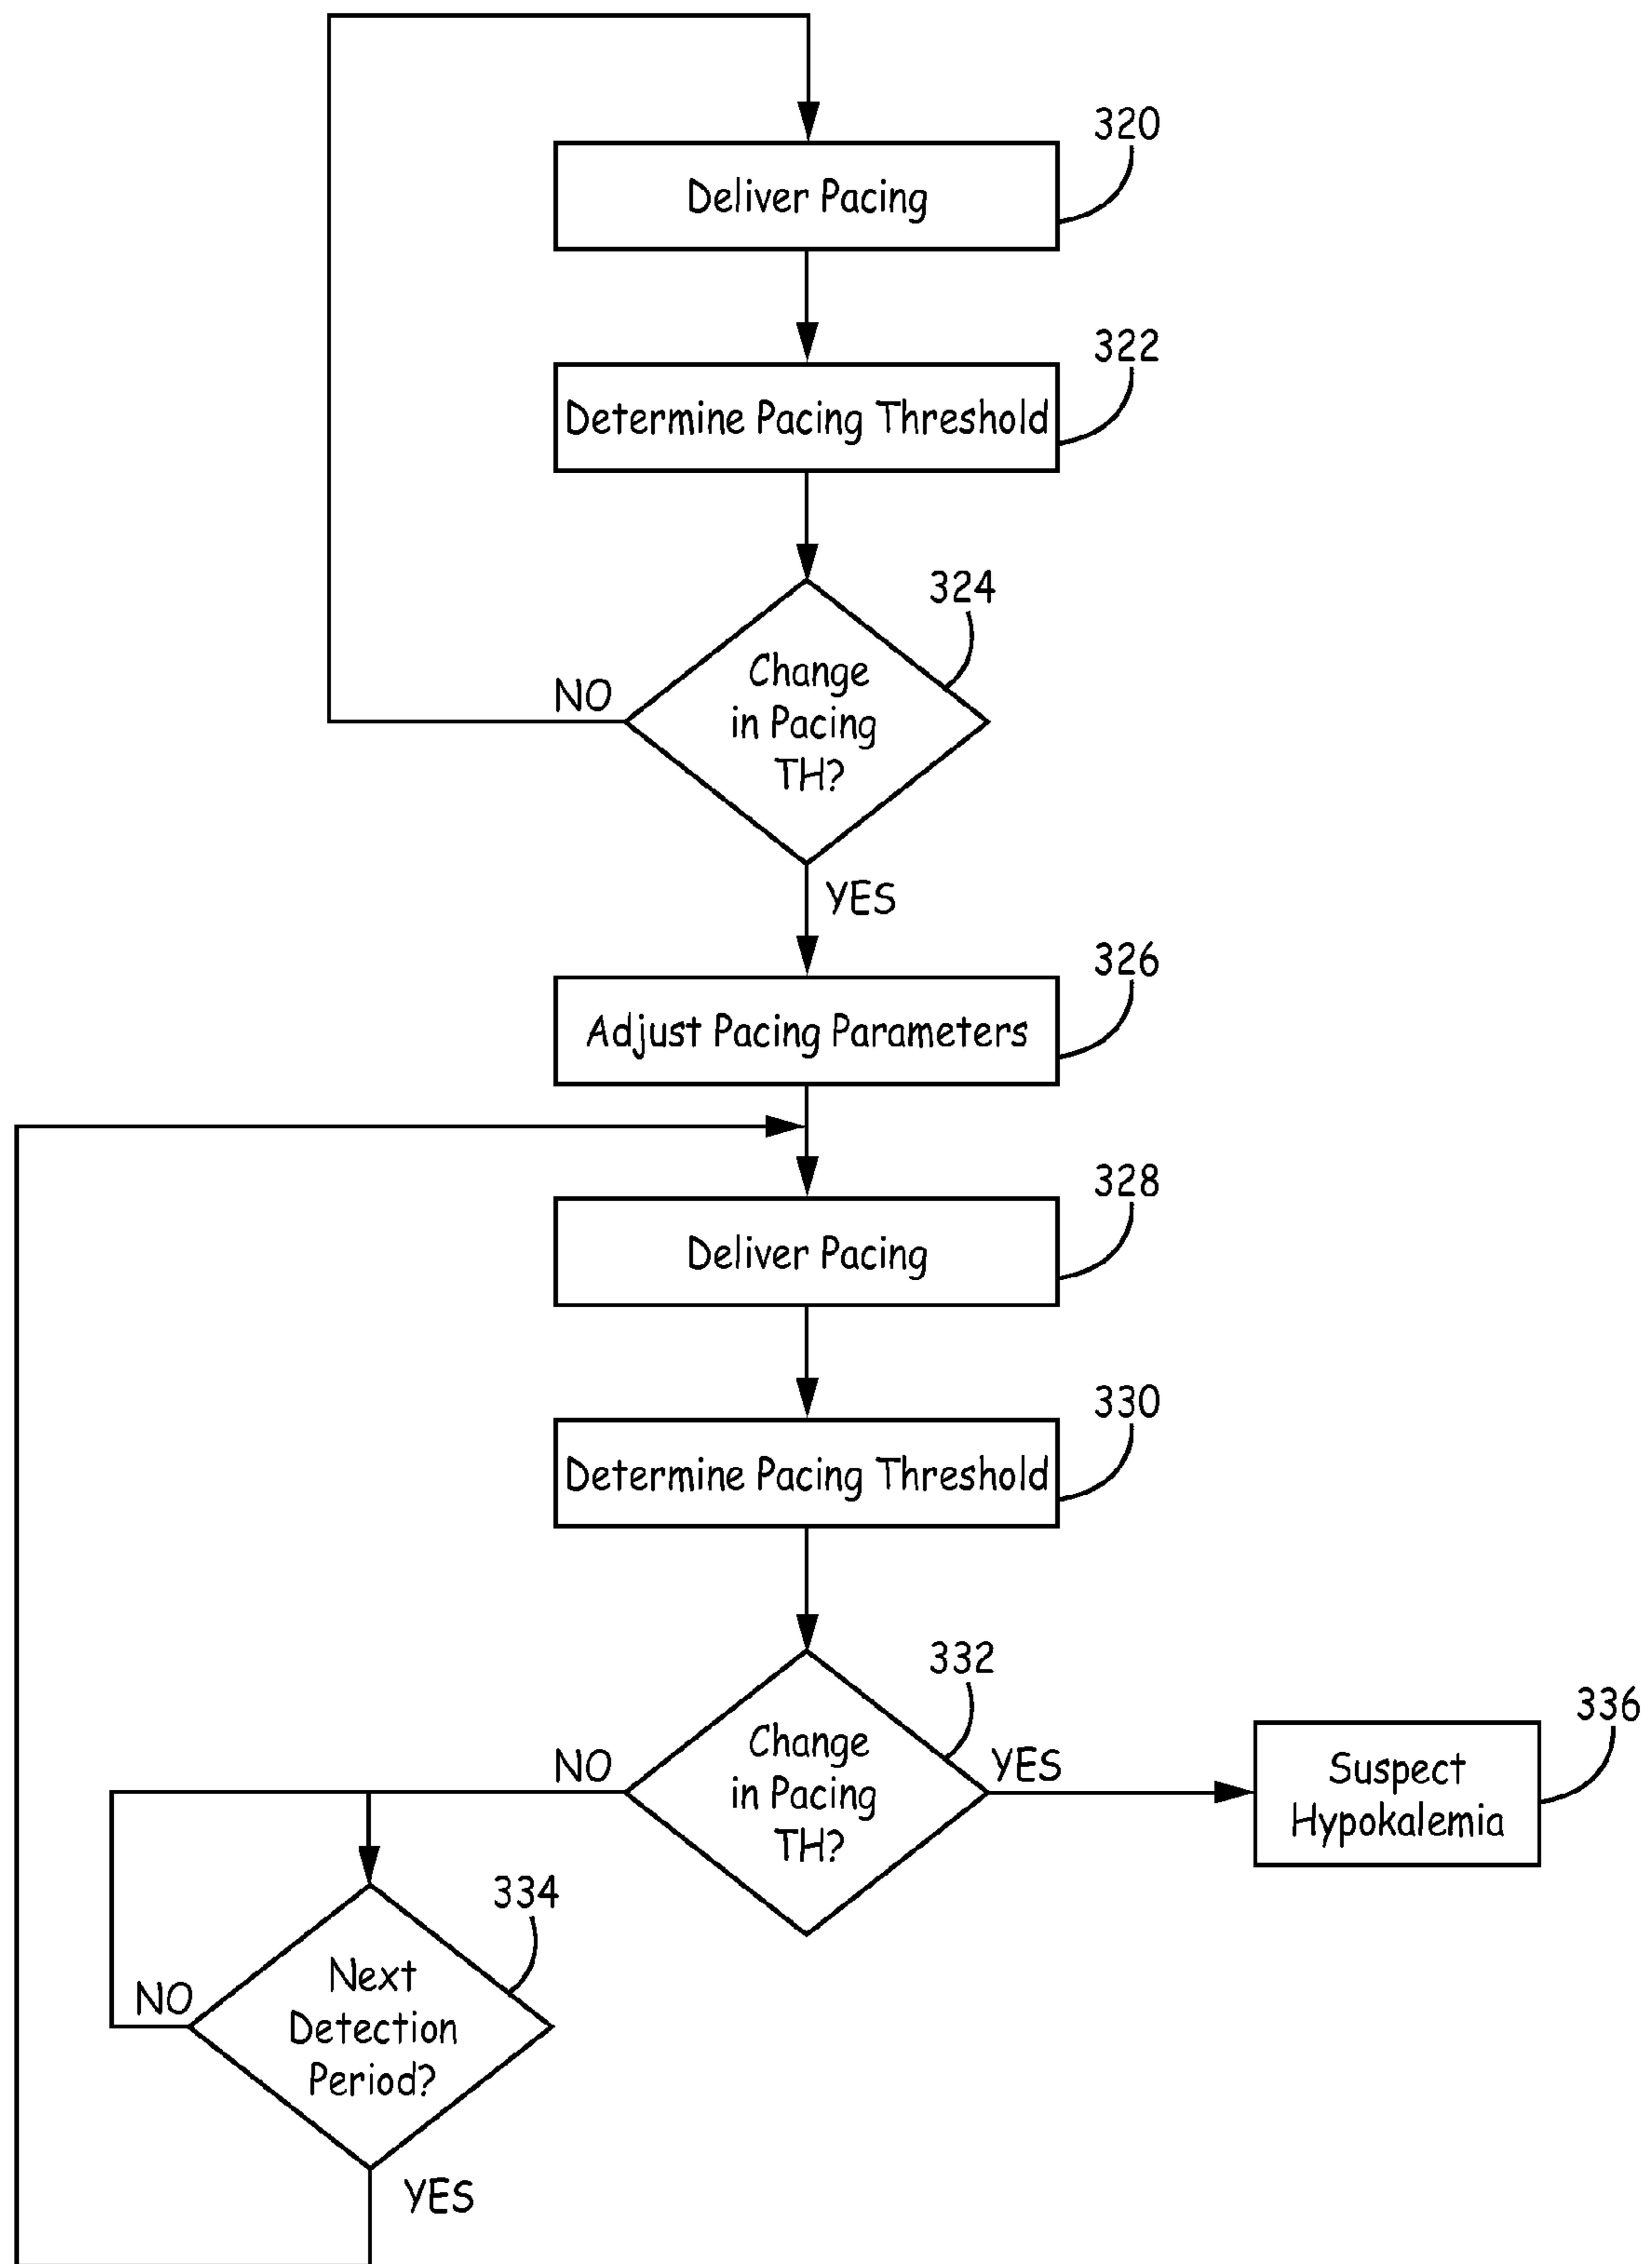 320
Deliver Pacing
322
Determine Pacing Threshold
324
Change
in Pacing
TH?
NO
YES
326
Adjust Pacing Parameters
328
Deliver Pacing
330
Determine Pacing Threshold
332
Change
in Pacing
TH?
NO
YES
336
Suspect
Hypokalemia
334
Next
Detection
Period?
NO
YES